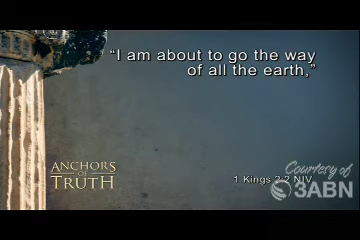 “I am about to go the way
of all the earth,”
ANCHORS
OF
TRUTH
1 Kings 2:2 NIV
Courtesy of
3ABN